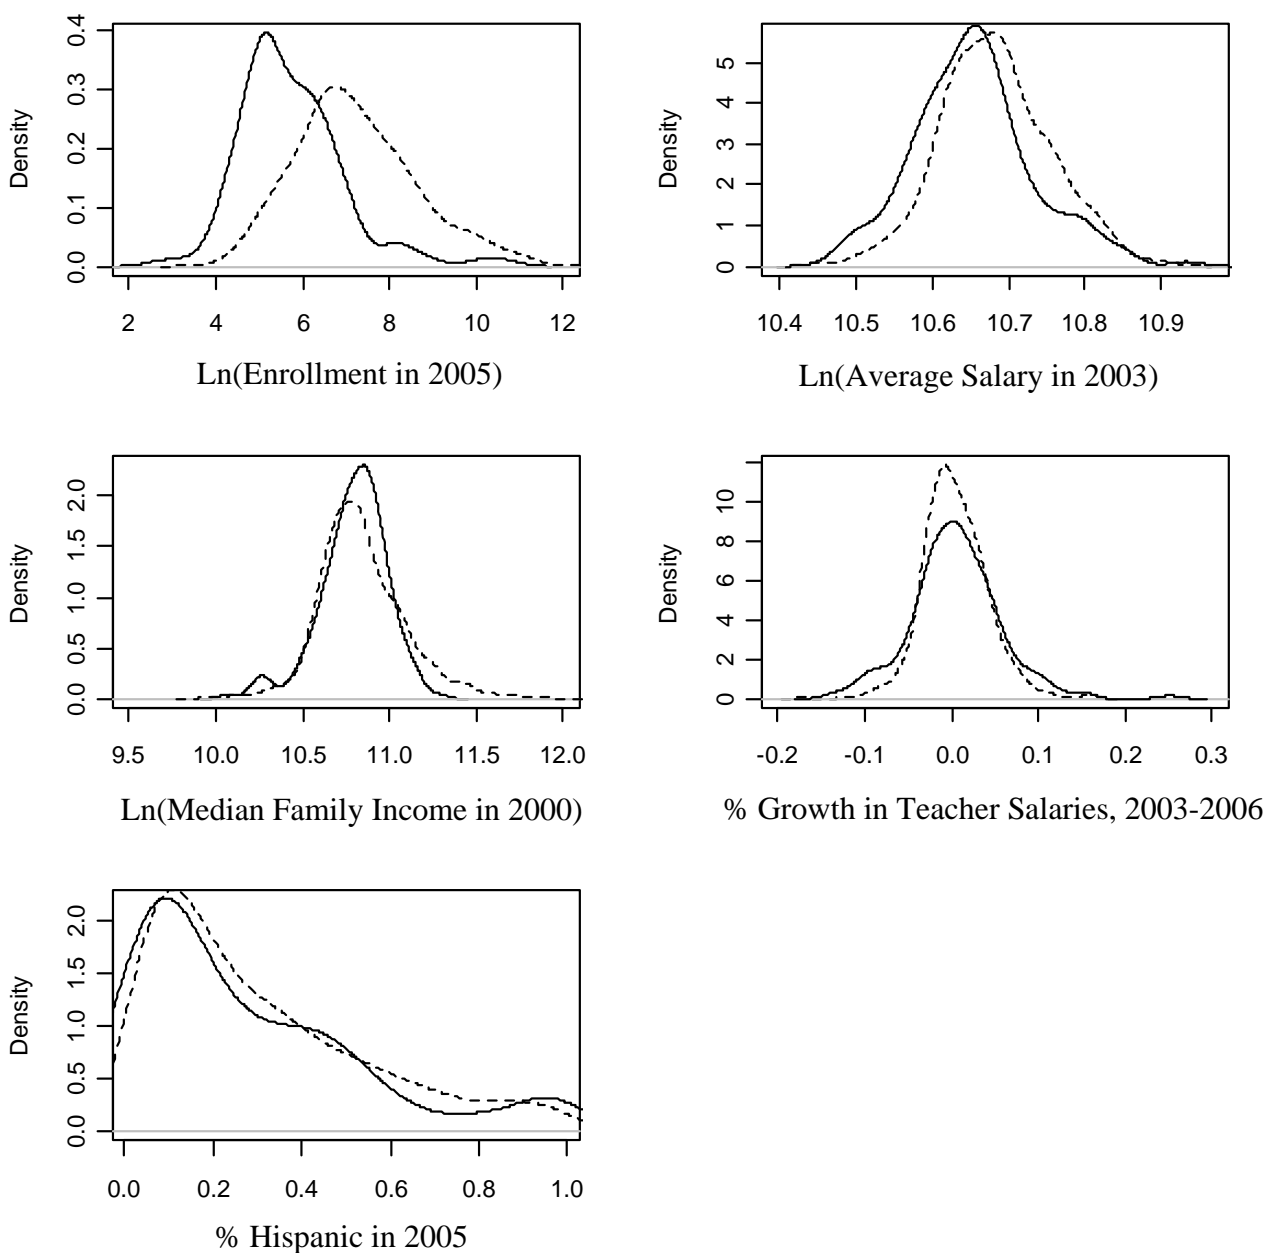 Density
0.0 0.1 0.2 0.3 0.4
2 4 6 8 10 12
Ln(Enrollment in 2005)
Density
0 1 2 3 4 5
10.4 10.5 10.6 10.7 10.8 10.9
Ln(Average Salary in 2003)
Density
0.0 0.5 1.0 1.5 2.0
9.5 10.0 10.5 11.0 11.5 12.0
Ln(Median Family Income in 2000)
Density
0 2 4 6 8 10
-0.2 -0.1 0.0 0.1 0.2 0.3
% Growth in Teacher Salaries, 2003-2006
Density
0.0 0.5 1.0 1.5 2.0
0.0 0.2 0.4 0.6 0.8 1.0
% Hispanic in 2005